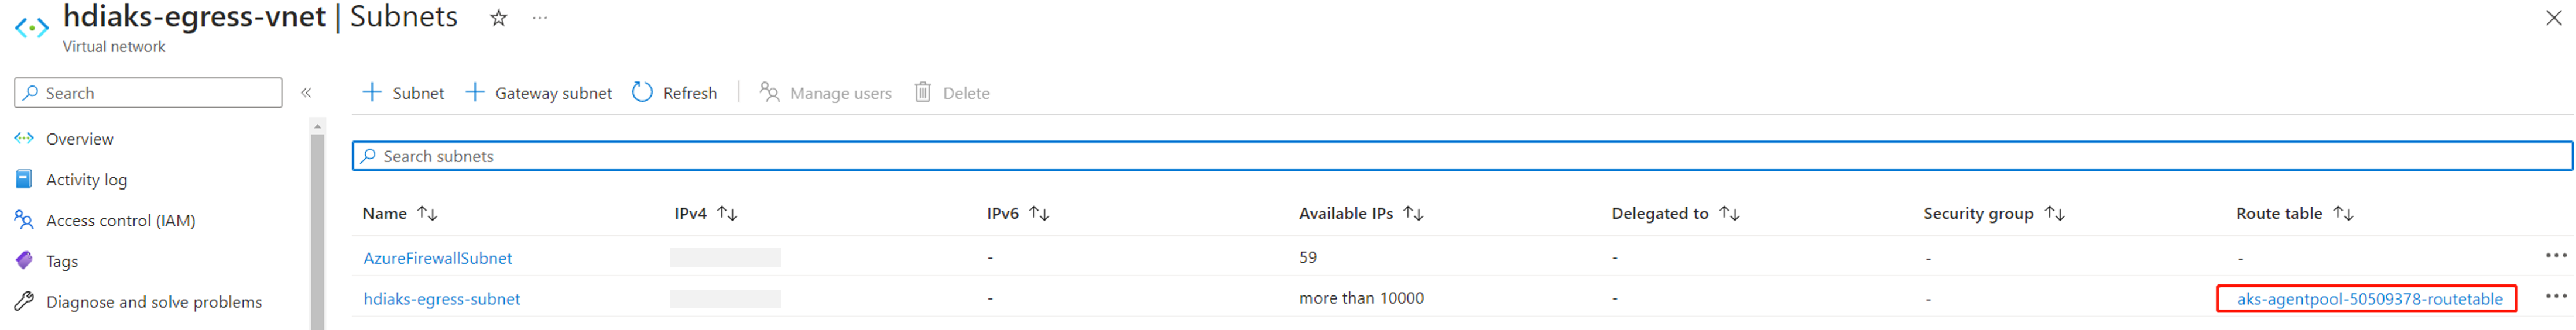 hdiaks-egress-vnet | Subnets
Virtual network
Search
Subnet Gateway subnet Refresh Manage users Delete
Overview
Activity log
Access control (IAM)
Tags
Diagnose and solve problems
Search subnets
Name IPv4 IPv6 Available IPs Delegated to Security group Route table
AzureFirewallSubnet - 59 - - -
hdiaks-egress-subnet - more than 10000 - - aks-agentpool-50509378-routetable